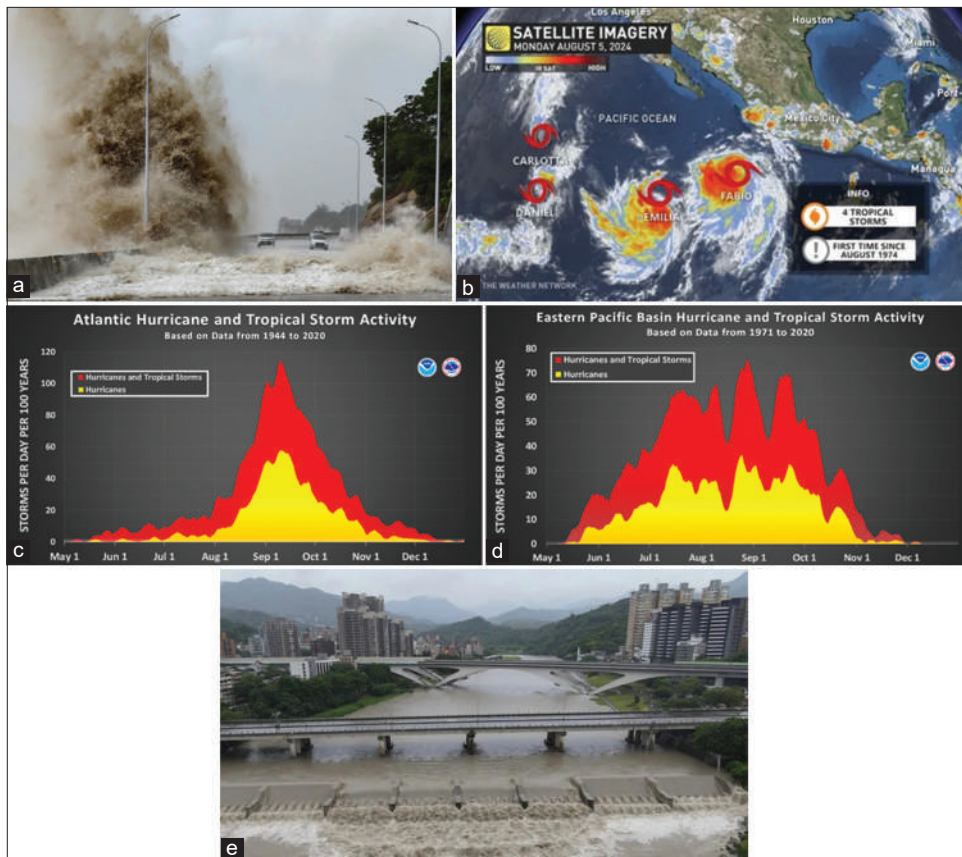 a
Los Angeles
Houston
SATELLITE IMAGERY
MONDAY AUGUST 5, 2024
LOW IR SAT HIGH
Miami
Port-
PACIFIC OCEAN
Mexico City
CARLOTTA
Managua
DANIEL
EMILIA
FABIO
INFO
4 TROPICAL
STORMS
FIRST TIME SINCE
AUGUST 1974
THE WEATHER NETWORK
b
Atlantic Hurricane and Tropical Storm Activity
Based on Data from 1944 to 2020
STORMS PER DAY PER 100 YEARS
120
100
80
60
40
20
0
Hurricanes and Tropical Storms
Hurricanes
May 1 Jun 1 Jul 1 Aug 1 Sep 1 Oct 1 Nov 1 Dec 1
c
Eastern Pacific Basin Hurricane and Tropical Storm Activity
Based on Data from 1971 to 2020
STORMS PER DAY PER 100 YEARS
80
70
60
50
40
30
20
10
0
Hurricanes and Tropical Storms
Hurricanes
May 1 Jun 1 Jul 1 Aug 1 Sep 1 Oct 1 Nov 1 Dec 1
d
e